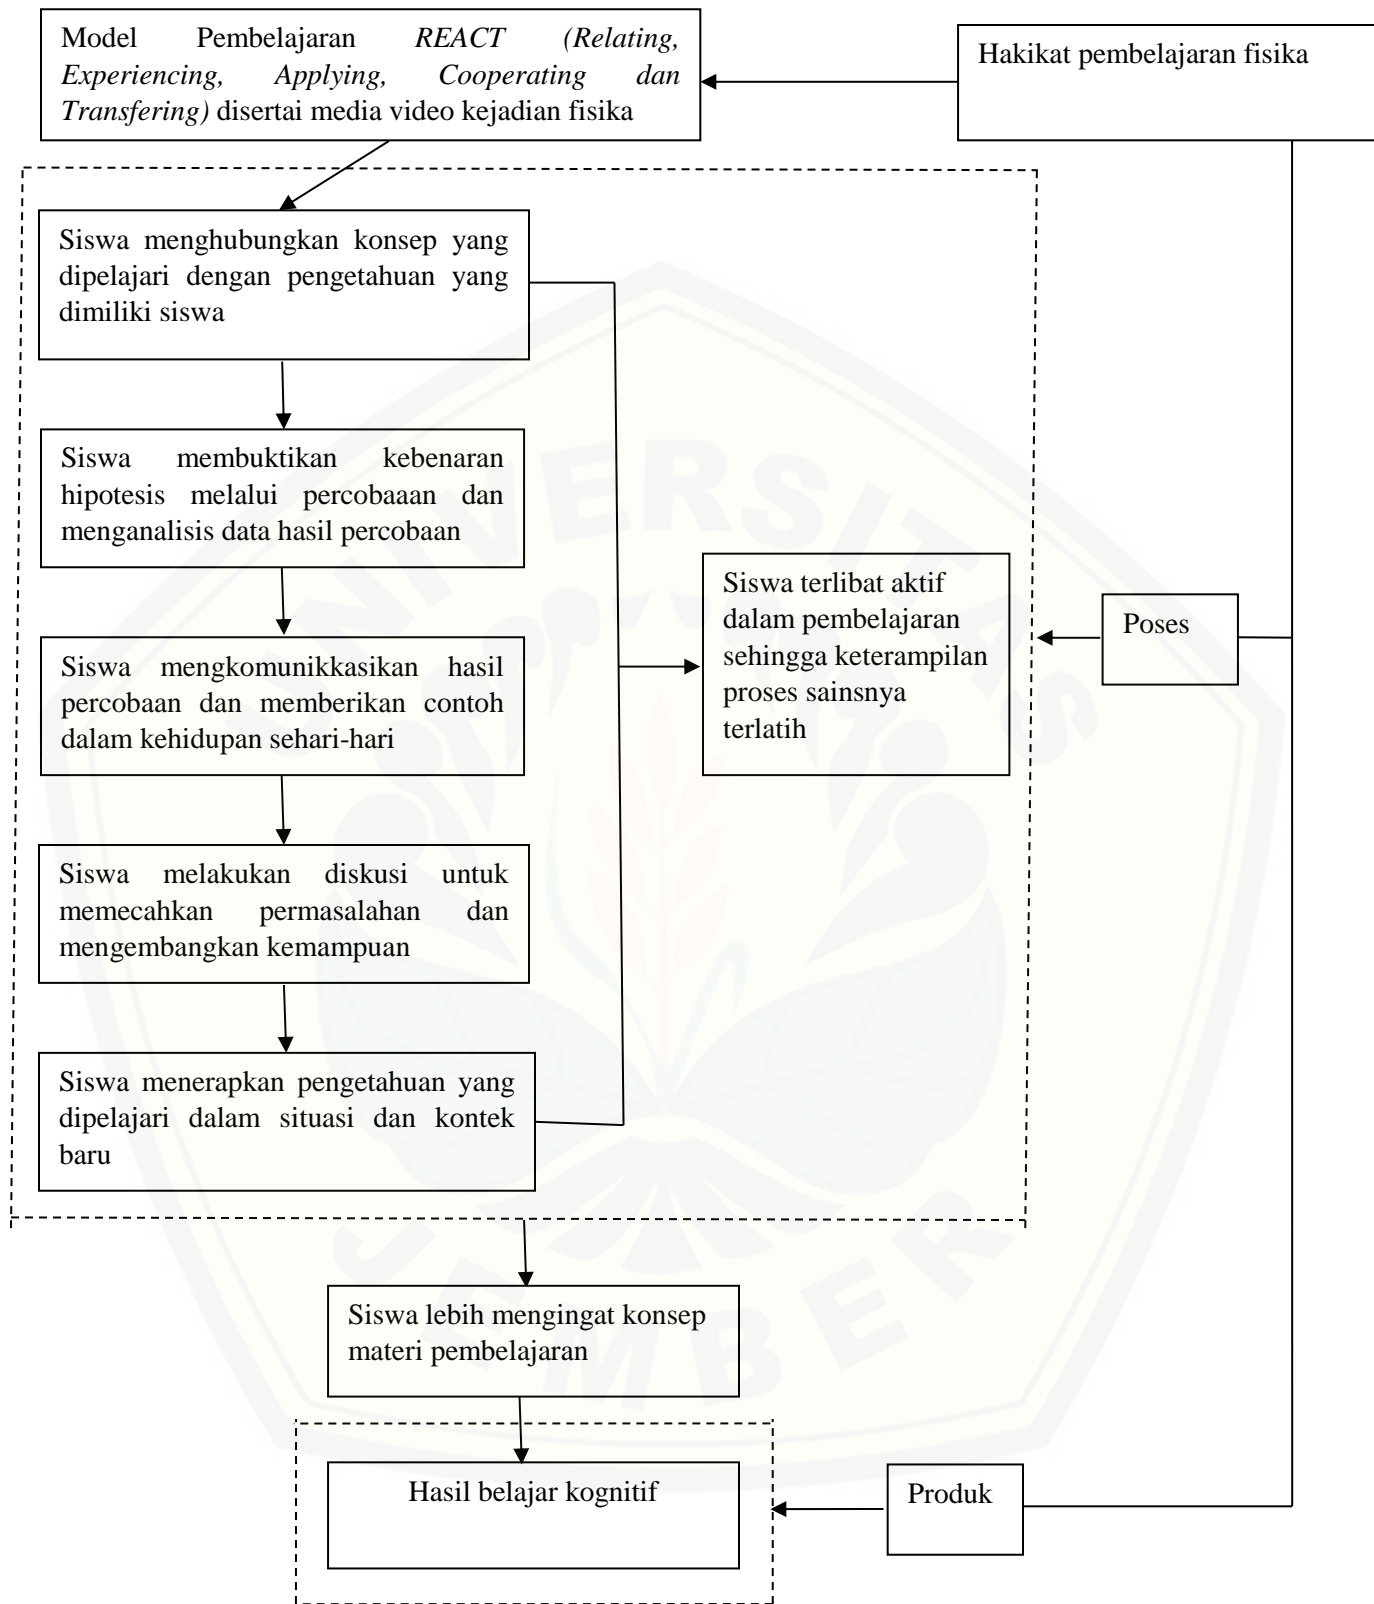 Model Pembelajaran REACT (Relating,
Experiencing, Applying, Cooperating dan
Transfering) disertai media video kejadian fisika
Hakikat pembelajaran fisika
Siswa menghubungkan konsep yang
dipelajari dengan pengetahuan yang
dimiliki siswa
Siswa membuktikan kebenaran
hipotesis melalui percobaaan dan
menganalisis data hasil percobaan
Siswa terlibat aktif
dalam pembelajaran
sehingga keterampilan
proses sainsnya
terlatih
Poses
Siswa mengkomunikkasikan hasil
percobaan dan memberikan contoh
dalam kehidupan sehari-hari
Siswa melakukan diskusi untuk
memecahkan permasalahan dan
mengembangkan kemampuan
Siswa menerapkan pengetahuan yang
dipelajari dalam situasi dan kontek
baru
Siswa lebih mengingat konsep
materi pembelajaran
Hasil belajar kognitif
Produk
UNIVERSITAS
JEMBER